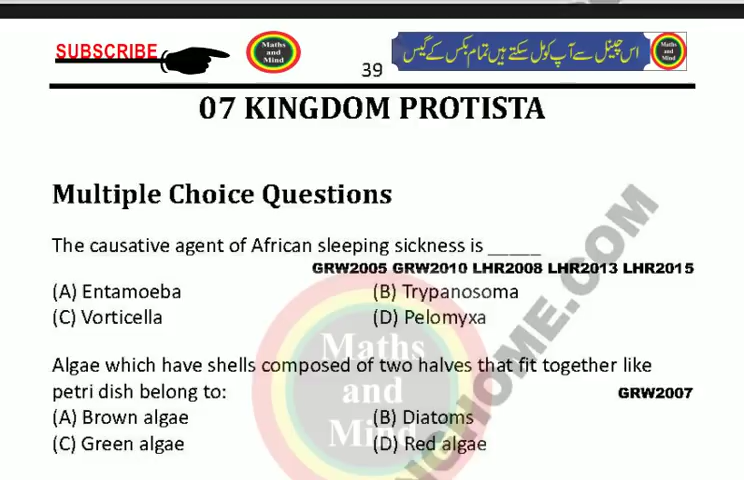 SUBSCRIBE
Maths
and
Mind
39
اس چینل سے آپ کو مل سکتے ہیں تمام بکس کے گیس
Maths
and
Mind
07 KINGDOM PROTISTA
Multiple Choice Questions
The causative agent of African sleeping sickness is _____
GRW2005 GRW2010 LHR2008 LHR2013 LHR2015
(A) Entamoeba (B) Trypanosoma
(C) Vorticella (D) Pelomyxa
Algae which have shells composed of two halves that fit together like
petri dish belong to: GRW2007
(A) Brown algae (B) Diatoms
(C) Green algae (D) Red algae
Maths
and
Mind
NGHOME.COM